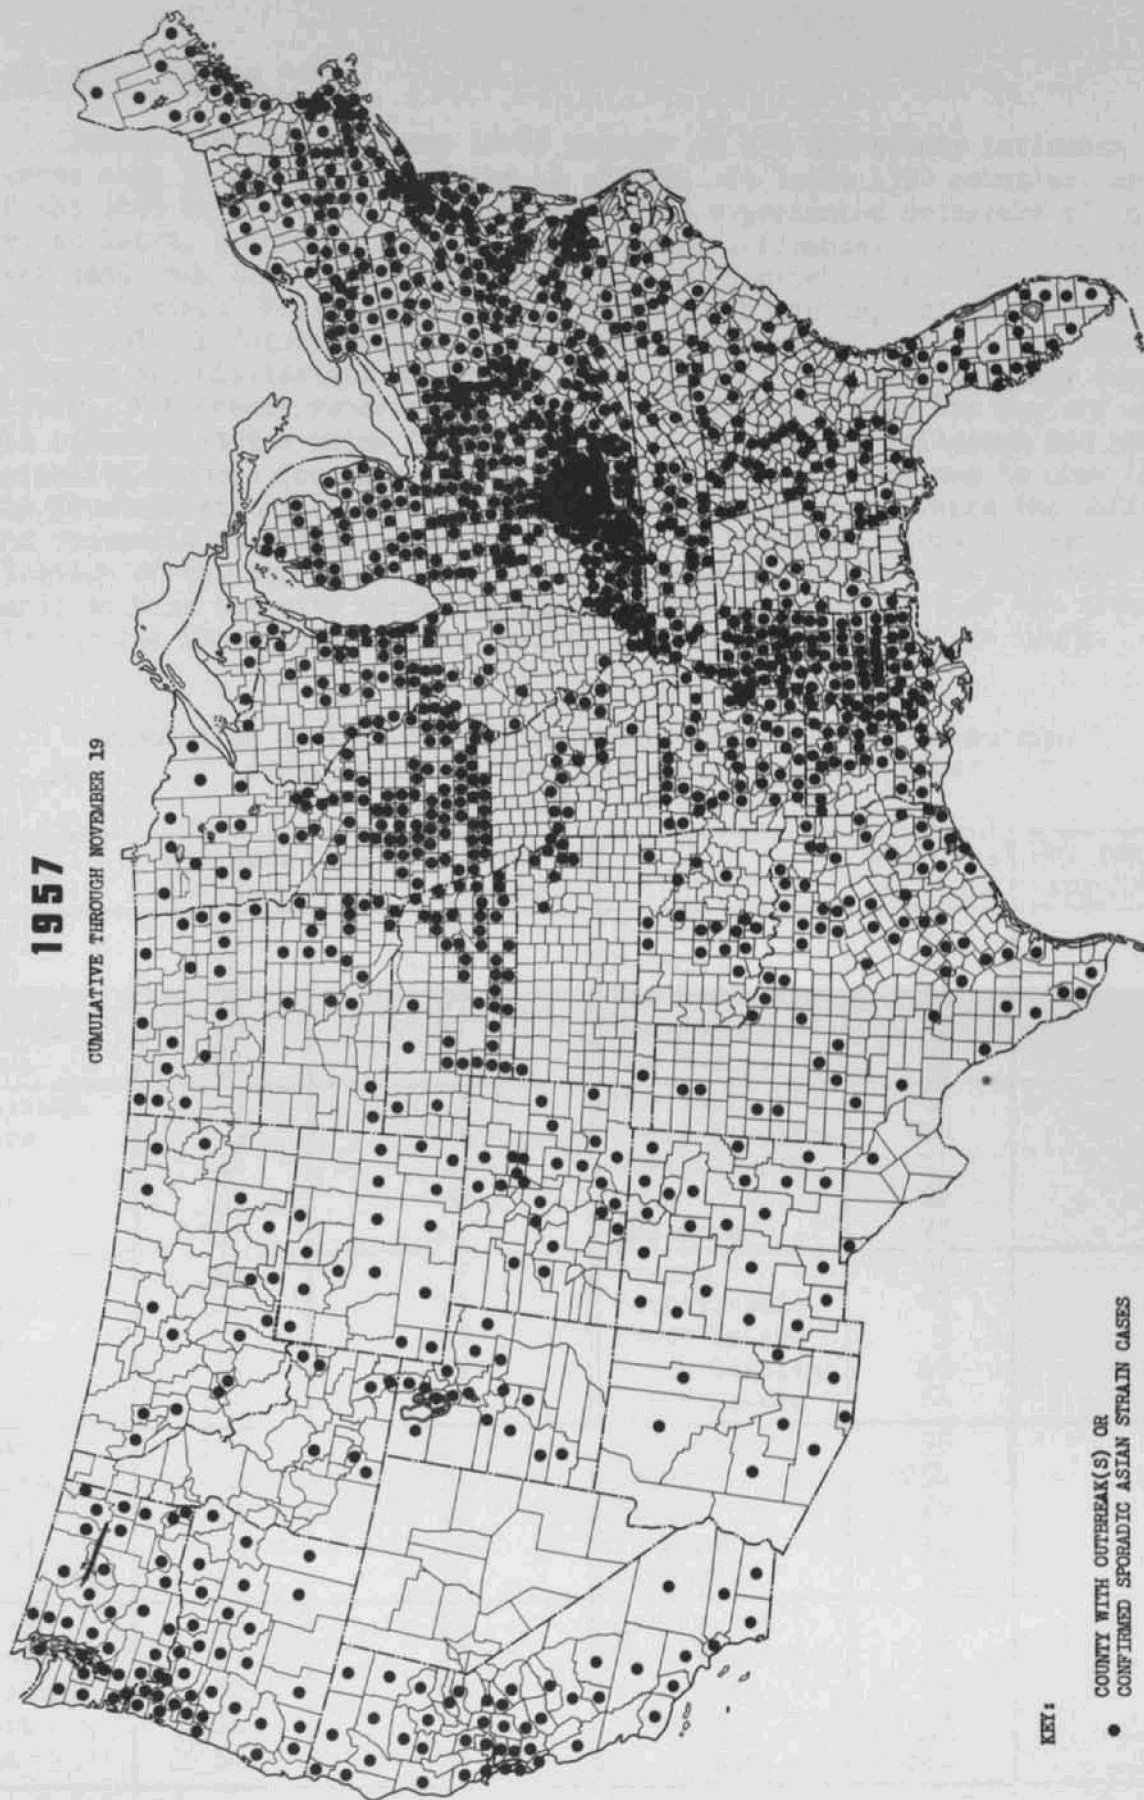 1957
CUMULATIVE THROUGH NOVEMBER 19
KEY:
COUNTY WITH OUTBREAK(S) OR
CONFIRMED SPORADIC ASIAN STRAIN CASES